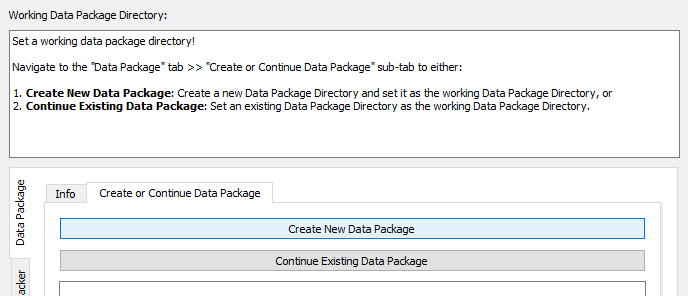 Working Data Package Directory:
Set a working data package directory!
Navigate to the "Data Package" tab >> "Create or Continue Data Package" sub-tab to either:
1. Create New Data Package: Create a new Data Package Directory and set it as the working Data Package Directory, or
2. Continue Existing Data Package: Set an existing Data Package Directory as the working Data Package Directory.
Data Package
Info
Create or Continue Data Package
Create New Data Package
Continue Existing Data Package
acker